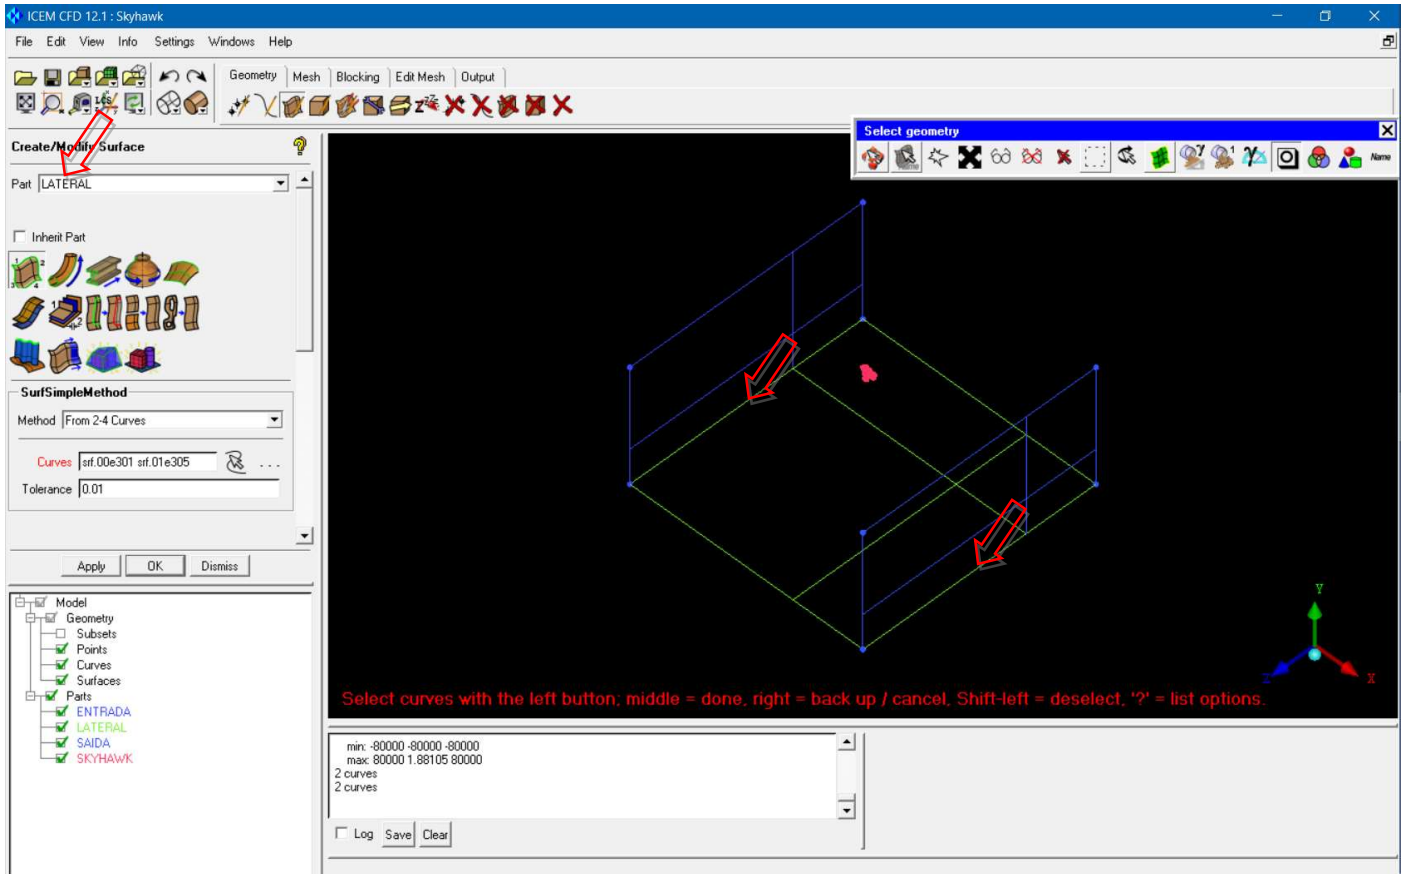 ICEM CFD 12.1 : Skyhawk
File Edit View Info Settings Windows Help
Geometry Mesh Blocking Edit Mesh Output
Select geometry
Name
Create/Modify Surface
Part LATERAL
Inherit Part
SurfSimpleMethod
Method From 2-4 Curves
Curves srf.00e301 srf.01e305 ...
Tolerance 0.01
Apply OK Dismiss
Model
Geometry
Subsets
Points
Curves
Surfaces
Parts
ENTRADA
LATERAL
SAIDA
SKYHAWK
Y
Z
X
Select curves with the left button; middle = done, right = back up / cancel, Shift-left = deselect, '?' = list options.
min: -80000 -80000 -80000
max: 80000 1.88105 80000
2 curves
2 curves
Log Save Clear